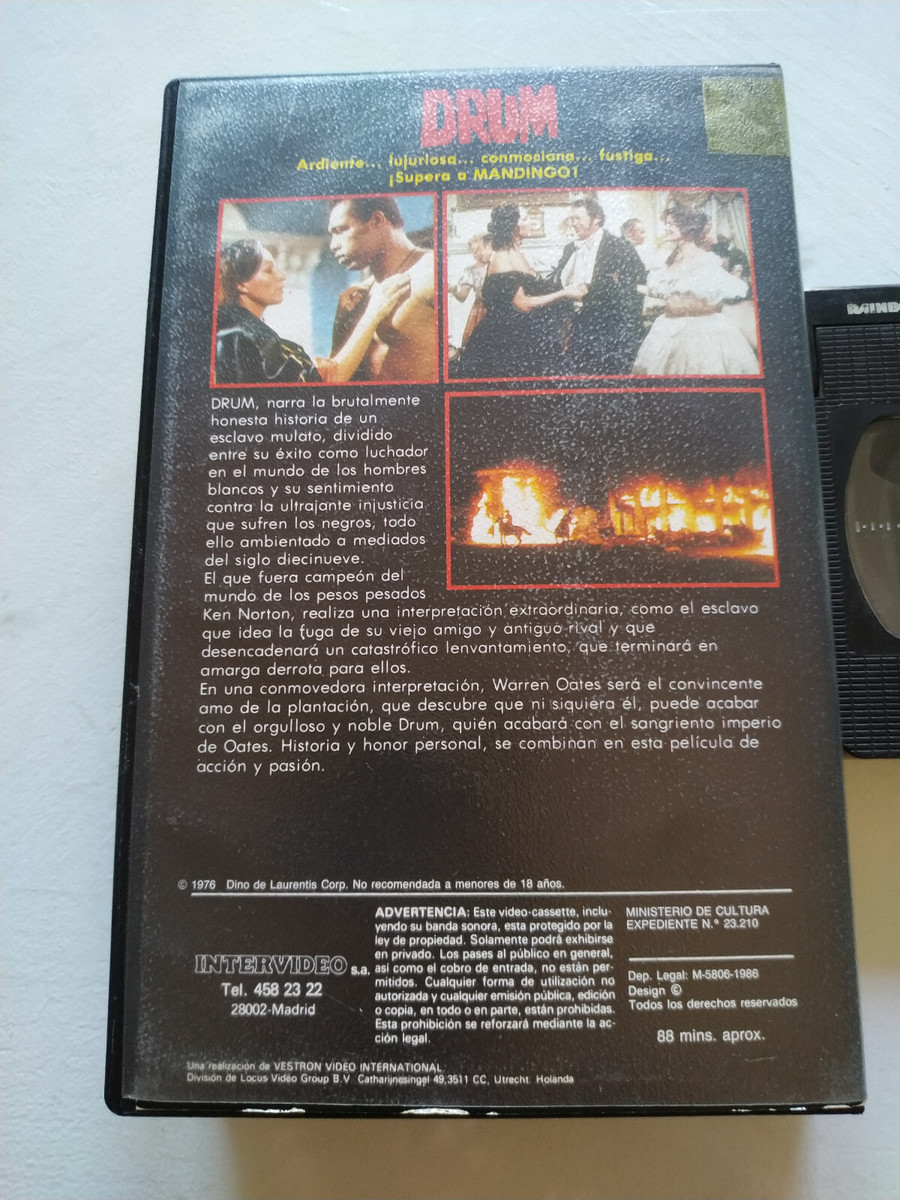 DRUM
Ardiente... lujuriosa... conmociona... fustiga...
¡Supera a MANDINGO!
DRUM, narra la brutalmente
honesta historia de un
esclavo mulato, dividido
entre su éxito como luchador
en el mundo de los hombres
blancos y su sentimiento
contra la ultrajante injusticia
que sufren los negros; todo
ello ambientado a mediados
del siglo diecinueve.
El que fuera campeón del
mundo de los pesos pesados
Ken Norton, realiza una interpretación extraordinaria, como el esclavo
que idea la fuga de su viejo amigo y antiguo rival y que
desencadenará un catastrófico lenvantamiento, que terminará en
amarga derrota para ellos.
En una conmovedora interpretación, Warren Oates será el convincente
amo de la plantación, que descubre que ni siquiera él, puede acabar
con el orgulloso y noble Drum, quién acabará con el sangriento imperio
de Oates. Historia y honor personal, se combinan en esta película de
acción y pasión.
© 1976 Dino de Laurentis Corp. No recomendada a menores de 18 años.
INTERVIDEO s.a.
Tel. 458 23 22
28002-Madrid
ADVERTENCIA: Este video-cassette, inclu-
yendo su banda sonora, esta protegido por la
ley de propiedad. Solamente podrá exhibirse
en privado. Los pases al público en general,
asi como el cobro de entrada, no están per-
mitidos. Cualquier forma de utilización no
autorizada y cualquier emisión pública, edición
o copia, en todo o en parte, están prohibidas.
Esta prohibición se reforzará mediante la ac-
ción legal.
MINISTERIO DE CULTURA
EXPEDIENTE N.º 23.210
Dep. Legal: M-5806-1986
Design ©
Todos los derechos reservados
88 mins. aprox.
Una realización de VESTRON VIDEO INTERNATIONAL
División de Locus Video Group B.V. Catharijnesingel 49,3511 CC, Utrecht Holanda